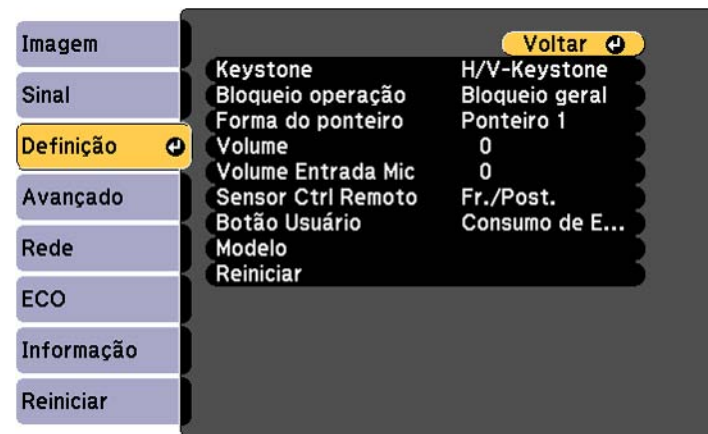 Imagem
Sinal
Definição
Avançado
Rede
ECO
Informação
Reiniciar
Voltar
Keystone H/V-Keystone
Bloqueio operação Bloqueio geral
Forma do ponteiro Ponteiro 1
Volume 0
Volume Entrada Mic 0
Sensor Ctrl Remoto Fr./Post.
Botão Usuário Consumo de E...
Modelo
Reiniciar